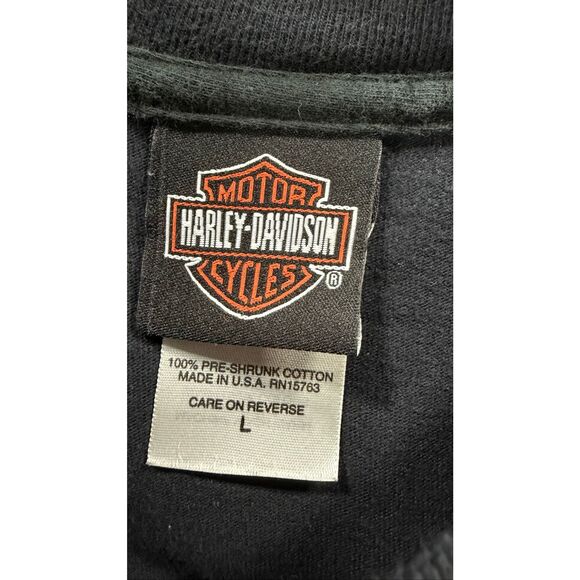 MOTOR
HARLEY-DAVIDSON
CYCLES
®
100% PRE-SHRUNK COTTON
MADE IN U.S.A. RN15763
CARE ON REVERSE
L